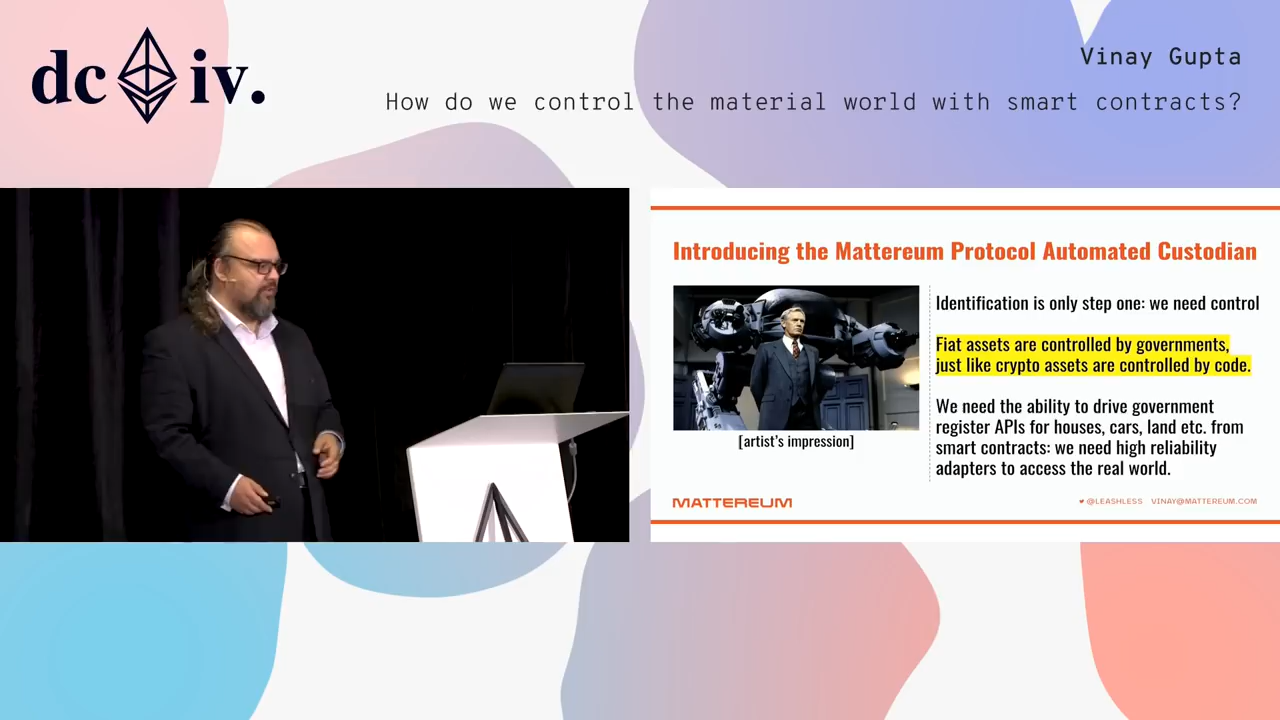 dc iv.
Vinay Gupta
How do we control the material world with smart contracts?
Introducing the Mattereum Protocol Automated Custodian
[artist's impression]
Identification is only step one: we need control
Fiat assets are controlled by governments,
just like crypto assets are controlled by code.
We need the ability to drive government
register APIs for houses, cars, land etc. from
smart contracts: we need high reliability
adapters to access the real world.
MATTEREUM
@LEASHLESS VINAY@MATTEREUM.COM